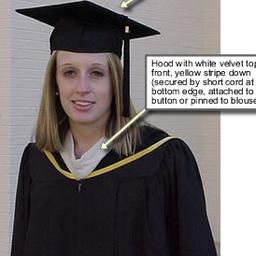 Hood with white velvet top
front, yellow stripe down
(secured by short cord at
bottom edge, attached to
button or pinned to blouse